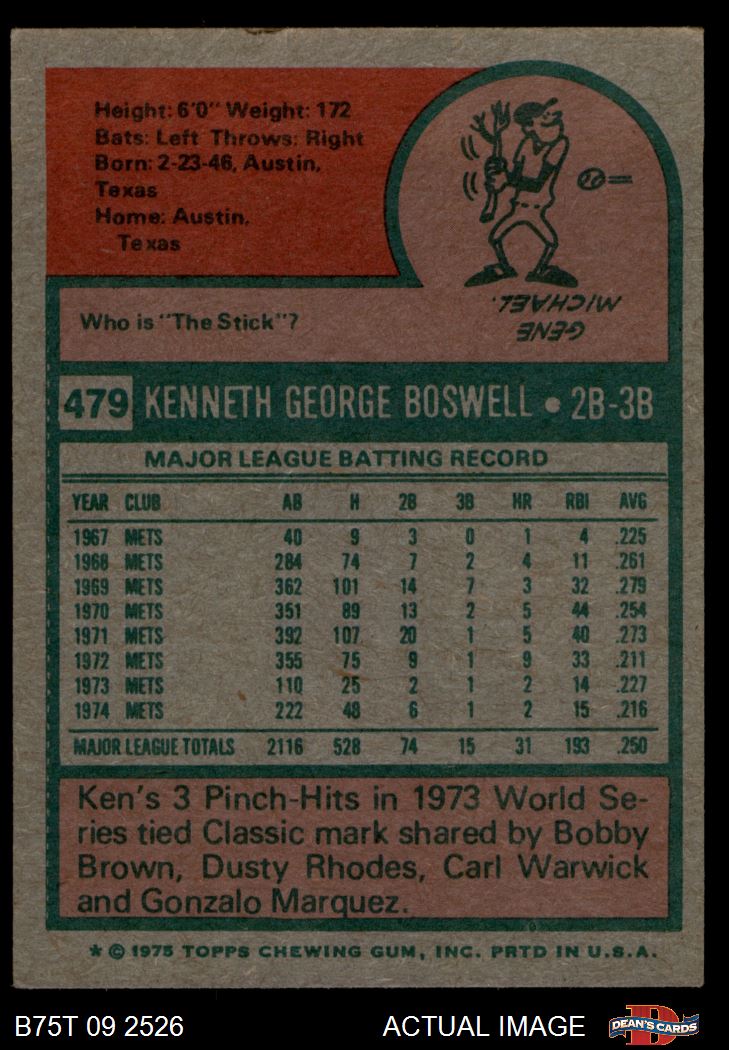 Height: 6'0" Weight: 172
Bats: Left Throws: Right
Born: 2-23-46, Austin,
Texas
Home: Austin,
Texas
Who is "The Stick"?
GENE
MICHAEL.
479 KENNETH GEORGE BOSWELL • 2B-3B
MAJOR LEAGUE BATTING RECORD
YEAR CLUB AB H 2B 3B HR RBI AVG
1967 METS 40 9 3 0 1 4 .225
1968 METS 284 74 7 2 4 11 .261
1969 METS 362 101 14 7 3 32 .279
1970 METS 351 89 13 2 5 44 .254
1971 METS 392 107 20 1 5 40 .273
1972 METS 355 75 9 1 9 33 .211
1973 METS 110 25 2 1 2 14 .227
1974 METS 222 48 6 1 2 15 .216
MAJOR LEAGUE TOTALS 2116 528 74 15 31 193 .250
Ken's 3 Pinch-Hits in 1973 World Se-
ries tied Classic mark shared by Bobby
Brown, Dusty Rhodes, Carl Warwick
and Gonzalo Marquez.
* © 1975 TOPPS CHEWING GUM, INC. PRTD IN U.S.A.
B75T 09 2526 ACTUAL IMAGE D DEAN'S CARDS